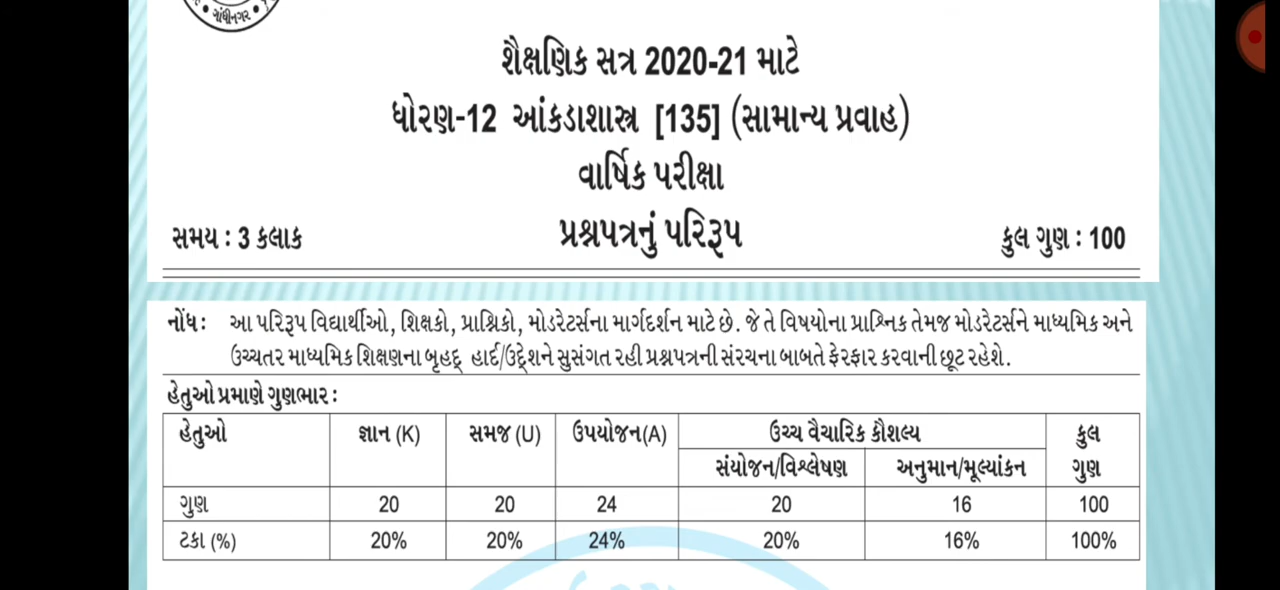 ગાંધીનગર
શૈક્ષણિક સત્ર 2020-21 માટે
ધોરણ-12 આંકડાશાસ્ત્ર [135] (સામાન્ય પ્રવાહ)
વાર્ષિક પરીક્ષા
સમય : 3 કલાક પ્રશ્નપત્રનું પરિરૂપ કુલ ગુણ : 100
નોંધ : આ પરિરૂપ વિદ્યાર્થીઓ, શિક્ષકો, પ્રાશ્નિકો, મોડરેટર્સના માર્ગદર્શન માટે છે. જે તે વિષયોના પ્રાશ્નિક તેમજ મોડરેટર્સને માધ્યમિક અને
ઉચ્ચતર માધ્યમિક શિક્ષણના બૃહદ્ હાર્દ/ઉદ્દેશને સુસંગત રહી પ્રશ્નપત્રની સંરચના બાબતે ફેરફાર કરવાની છૂટ રહેશે.
હેતુઓ પ્રમાણે ગુણભાર :
હેતુઓ જ્ઞાન (K) સમજ (U) ઉપયોજન(A) ઉચ્ચ વૈચારિક કૌશલ્ય કુલ
સંયોજન/વિશ્લેષણ અનુમાન/મૂલ્યાંકન ગુણ
ગુણ 20 20 24 20 16 100
ટકા (%) 20% 20% 24% 20% 16% 100%